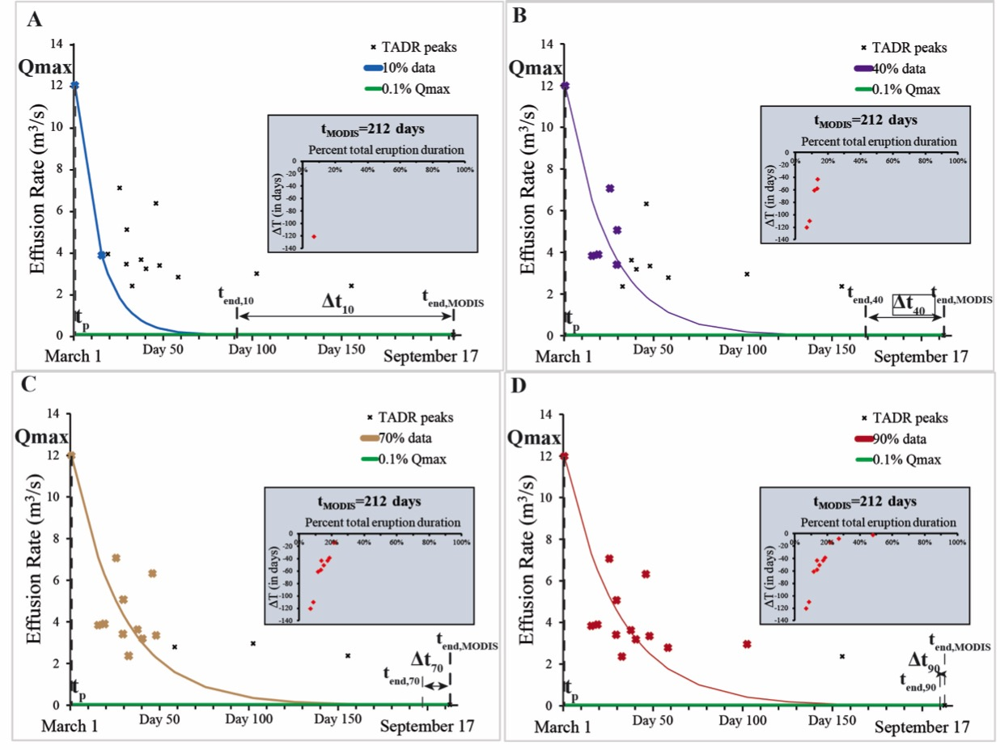 A
14
TADR peaks
Qmax
10% data
12
0.1% Qmax
10
8
6
4
2
0
Effusion Rate (m³/s)
tMODIS=212 days
Percent total eruption duration
0
0%
20%
40%
60%
80%
100%
-20
-40
-60
-80
-100
-120
-140
ΔT (in days)
tend,10
Δt10
tend,MODIS
tp
March 1
Day 50
Day 100
Day 150
September 17
B
14
TADR peaks
Qmax
40% data
12
0.1% Qmax
10
8
6
4
2
0
Effusion Rate (m³/s)
tMODIS=212 days
Percent total eruption duration
0
0%
20%
40%
60%
80%
100%
-20
-40
-60
-80
-100
-120
-140
ΔT (in days)
tend,40
Δt40
tend,MODIS
tp
March 1
Day 50
Day 100
Day 150
September 17
C
14
TADR peaks
Qmax
70% data
12
0.1% Qmax
10
8
6
4
2
0
Effusion Rate (m³/s)
tMODIS=212 days
Percent total eruption duration
0
0%
20%
40%
60%
80%
100%
-20
-40
-60
-80
-100
-120
-140
ΔT (in days)
tend,MODIS
Δt70
tend,70
tp
March 1
Day 50
Day 100
Day 150
September 17
D
14
TADR peaks
Qmax
90% data
12
0.1% Qmax
10
8
6
4
2
0
Effusion Rate (m³/s)
tMODIS=212 days
Percent total eruption duration
0
0%
20%
40%
60%
80%
100%
-20
-40
-60
-80
-100
-120
-140
ΔT (in days)
tend,MODIS
Δt90
tend,90
tp
March 1
Day 50
Day 100
Day 150
September 17